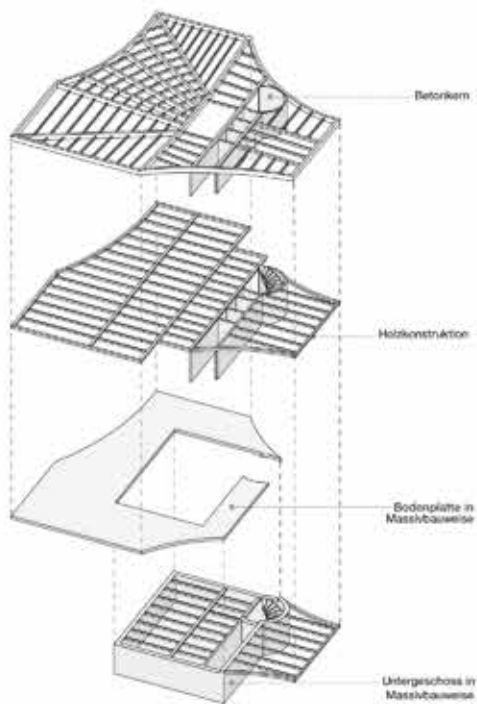 Betonkern
Holzkonstruktion
Bodenplatte in
Massivbauweise
Untergeschoss in
Massivbauweise